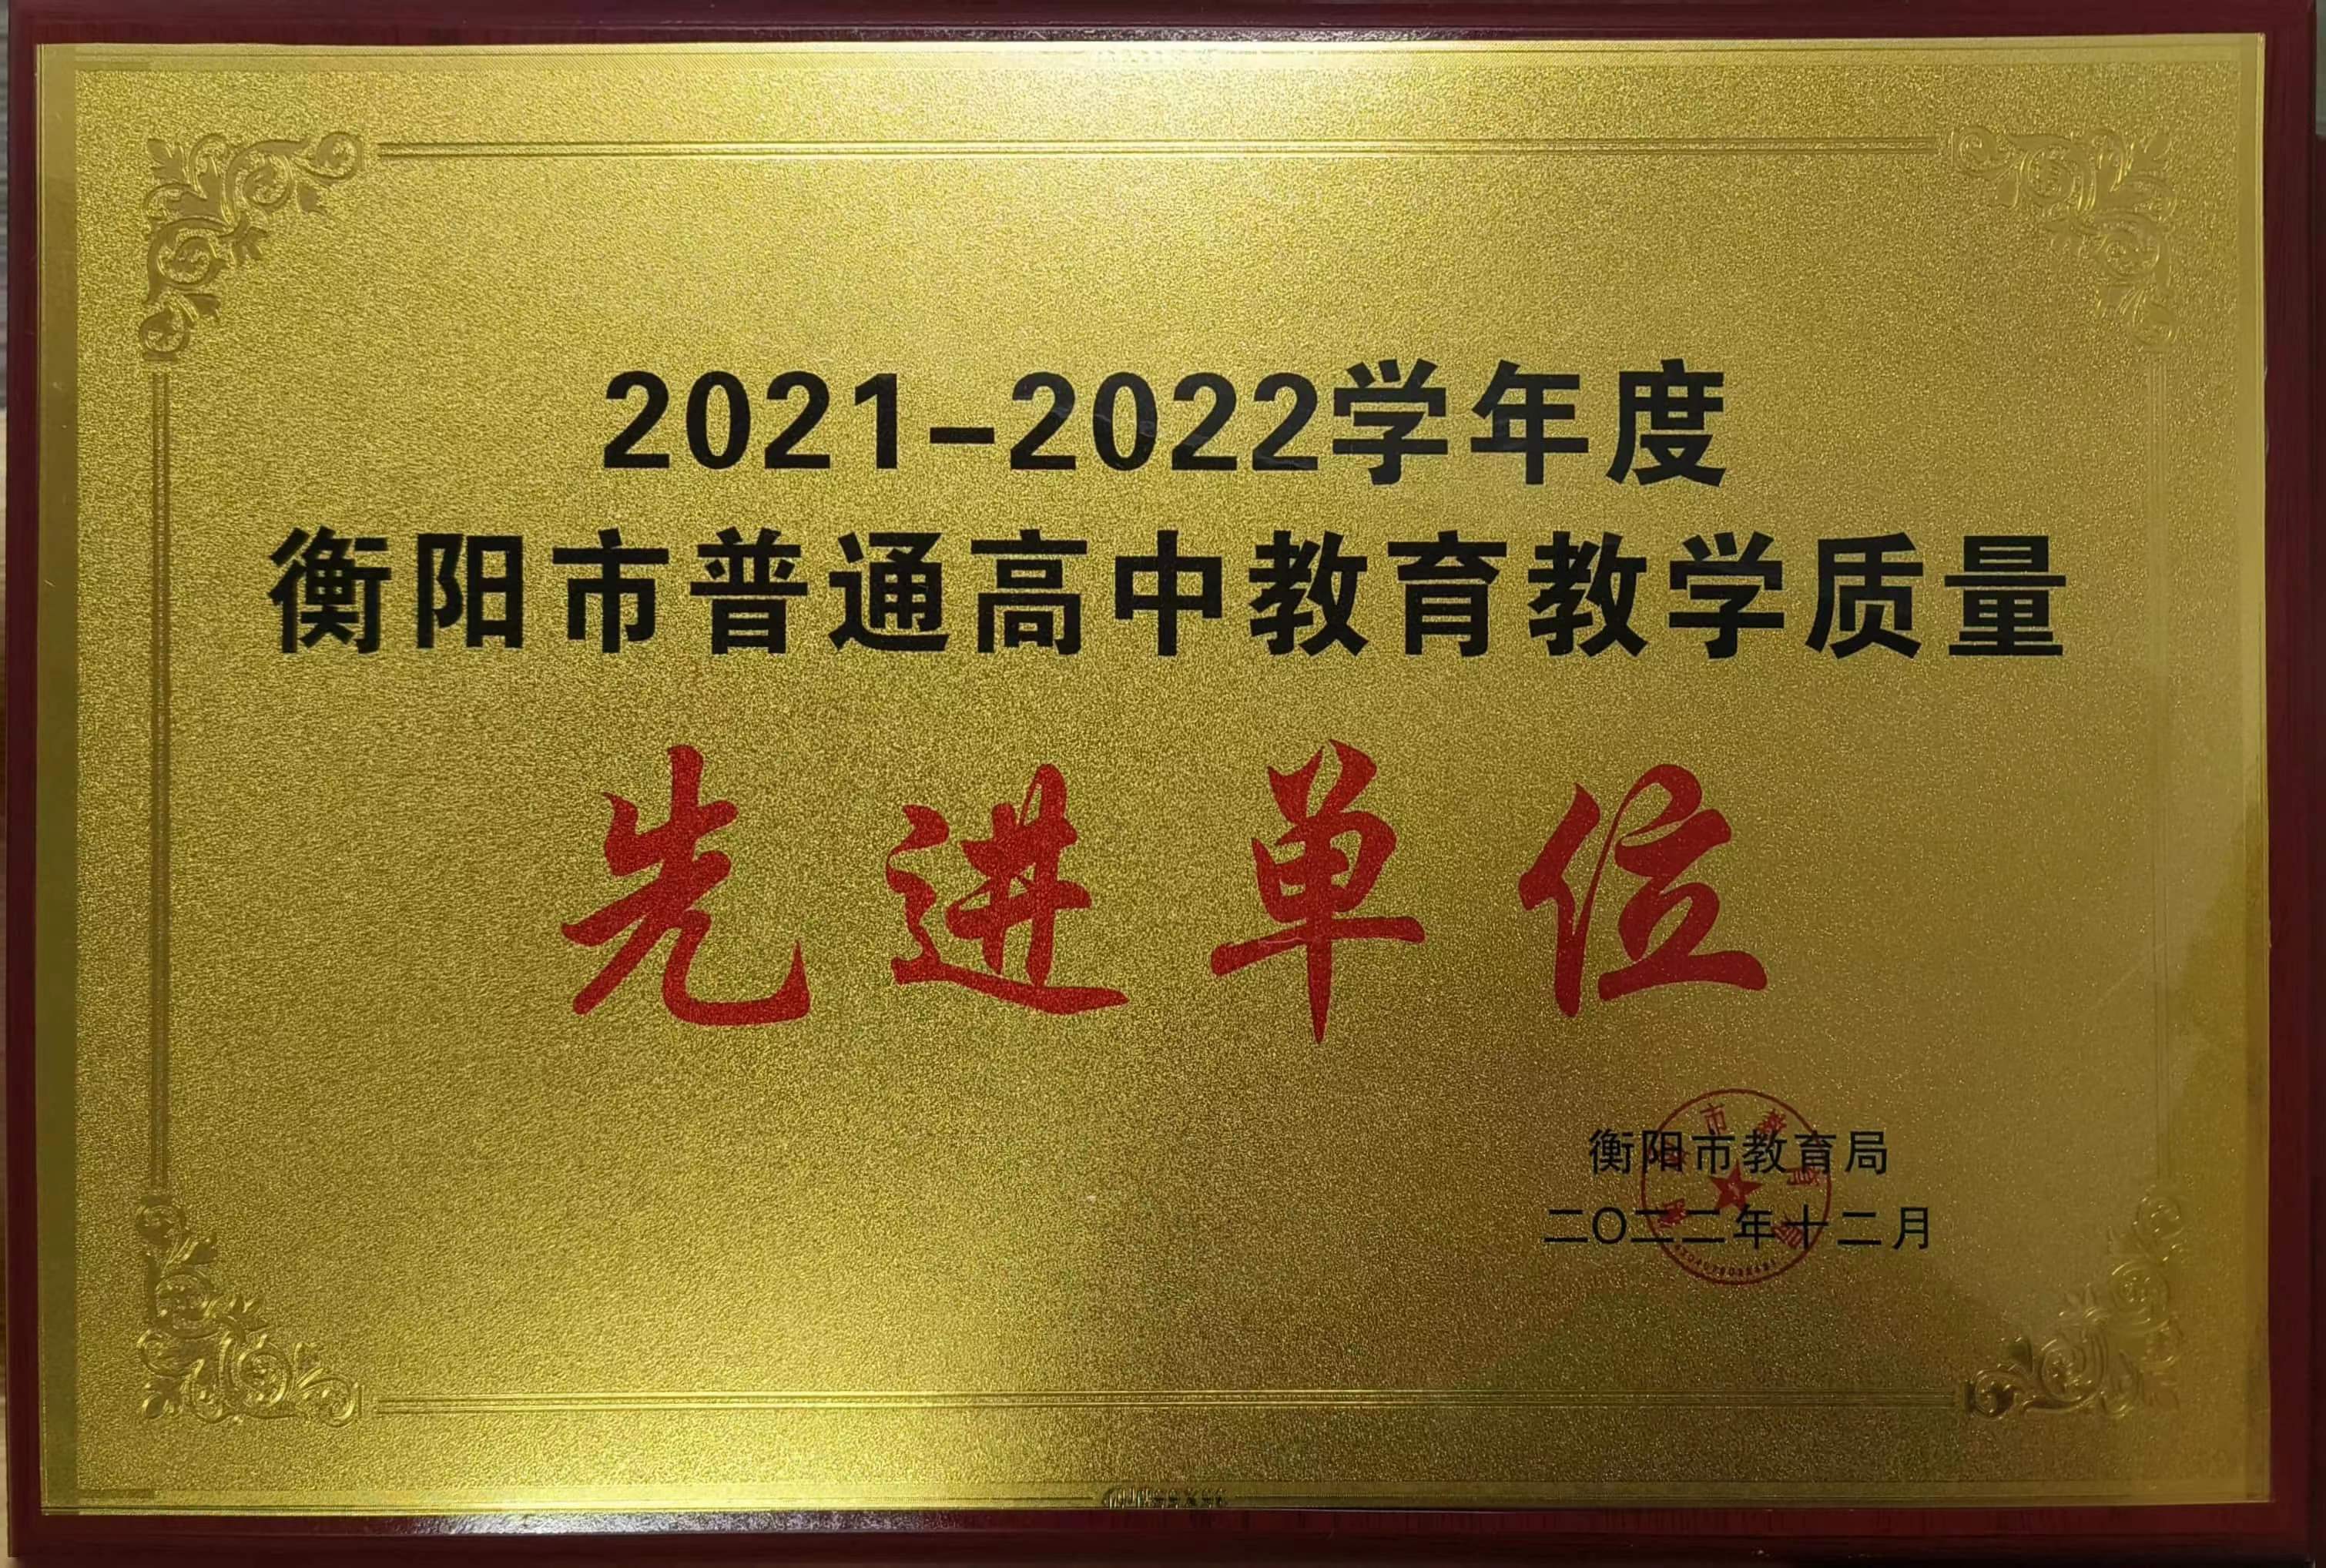 2021-2022学年度
衡阳市普通高中教育教学质量
先进单位
衡阳市教育局
二〇二二年十二月